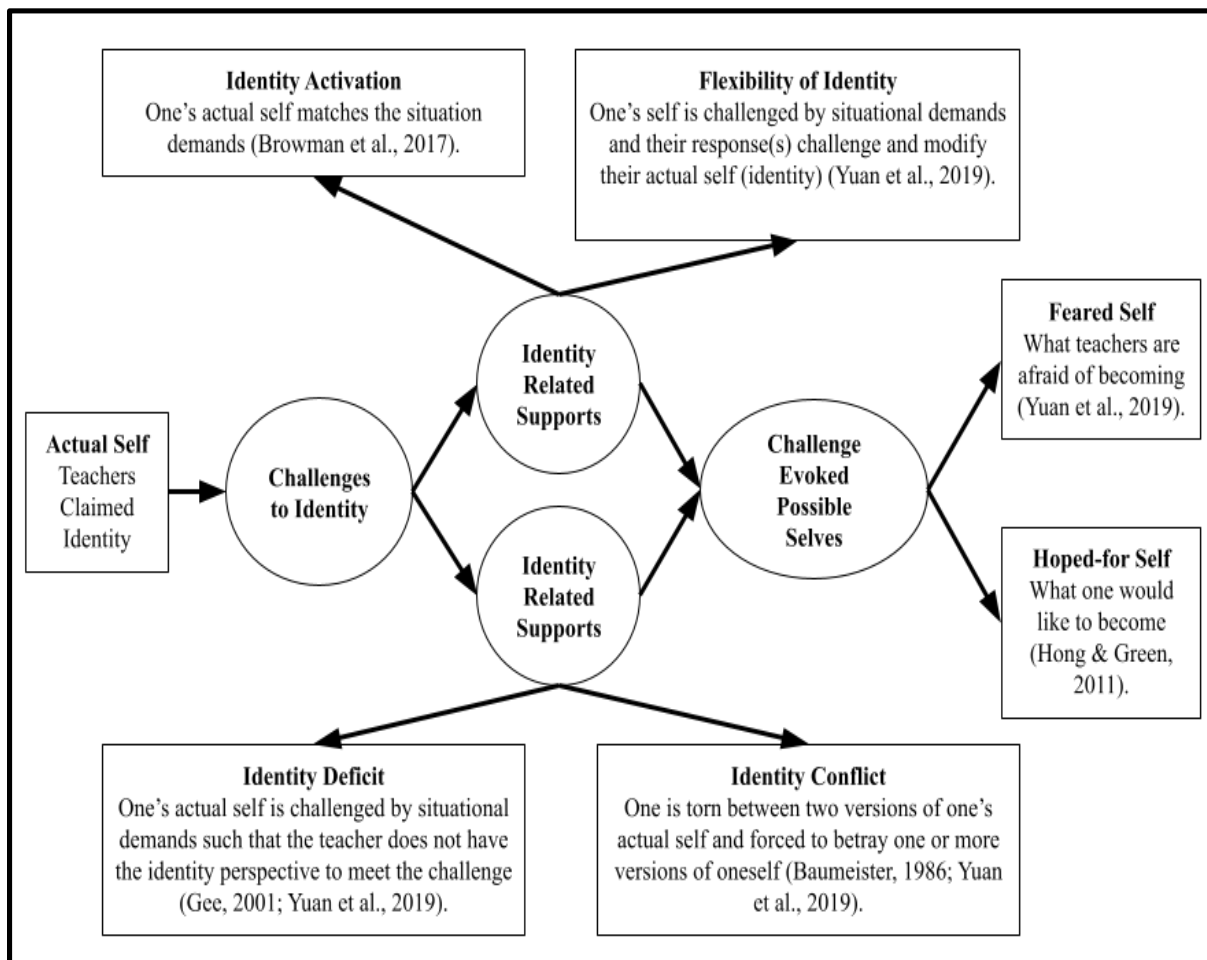 Identity Activation
One’s actual self matches the situation
demands (Browman et al., 2017).
Flexibility of Identity
One’s self is challenged by situational demands
and their response(s) challenge and modify
their actual self (identity) (Yuan et al., 2019).
Actual Self
Teachers
Claimed
Identity
Challenges
to Identity
Identity
Related
Supports
Identity
Related
Supports
Challenge
Evoked
Possible
Selves
Feared Self
What teachers are
afraid of becoming
(Yuan et al., 2019).
Hoped-for Self
What one would
like to become
(Hong & Green,
2011).
Identity Deficit
One’s actual self is challenged by situational
demands such that the teacher does not have
the identity perspective to meet the challenge
(Gee, 2001; Yuan et al., 2019).
Identity Conflict
One is torn between two versions of one’s
actual self and forced to betray one or more
versions of oneself (Baumeister, 1986; Yuan
et al., 2019).